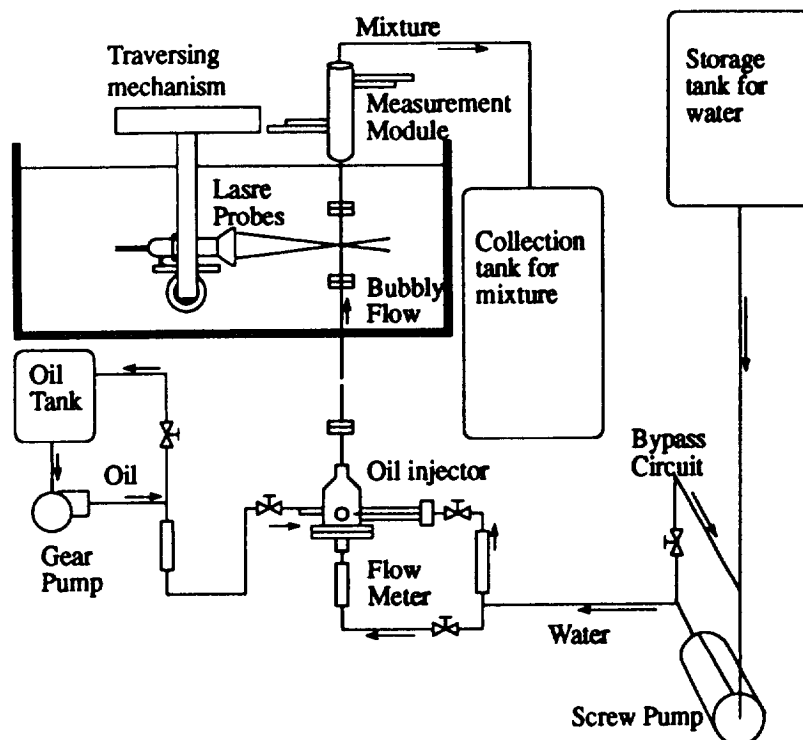 Mixture
Traversing
mechanism
Measurement
Module
Storage
tank for
water
Lasre
Probes
Collection
tank for
mixture
Bubbly
Flow
Oil
Tank
Oil
Gear
Pump
Oil injector
Flow
Meter
Bypass
Circuit
Water
Screw Pump